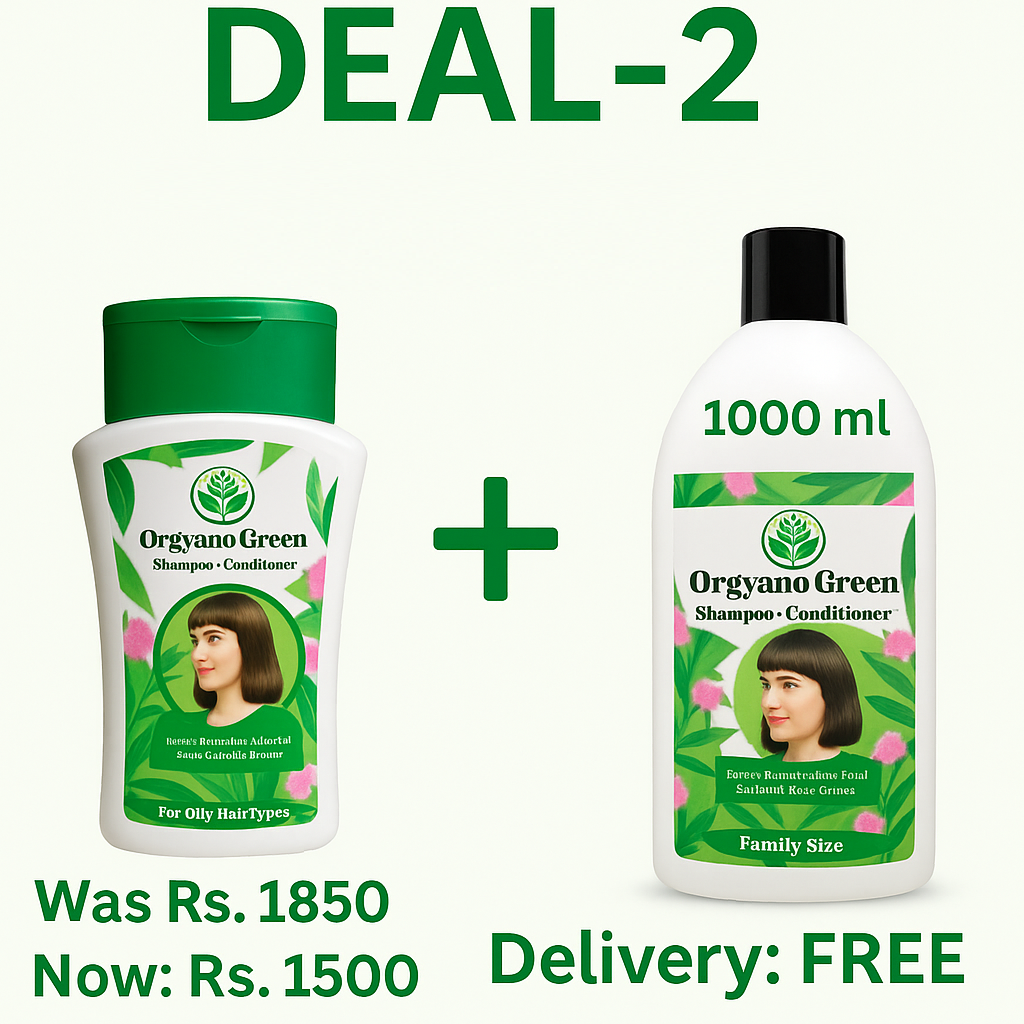 DEAL-2
Orgyano Green
Shampoo • Conditoner
For Oily HairTypes
1000 ml
Orgyano Green
Shampoo • Conditioner
Family Size
Was Rs. 1850
Now: Rs. 1500
Delivery: FREE